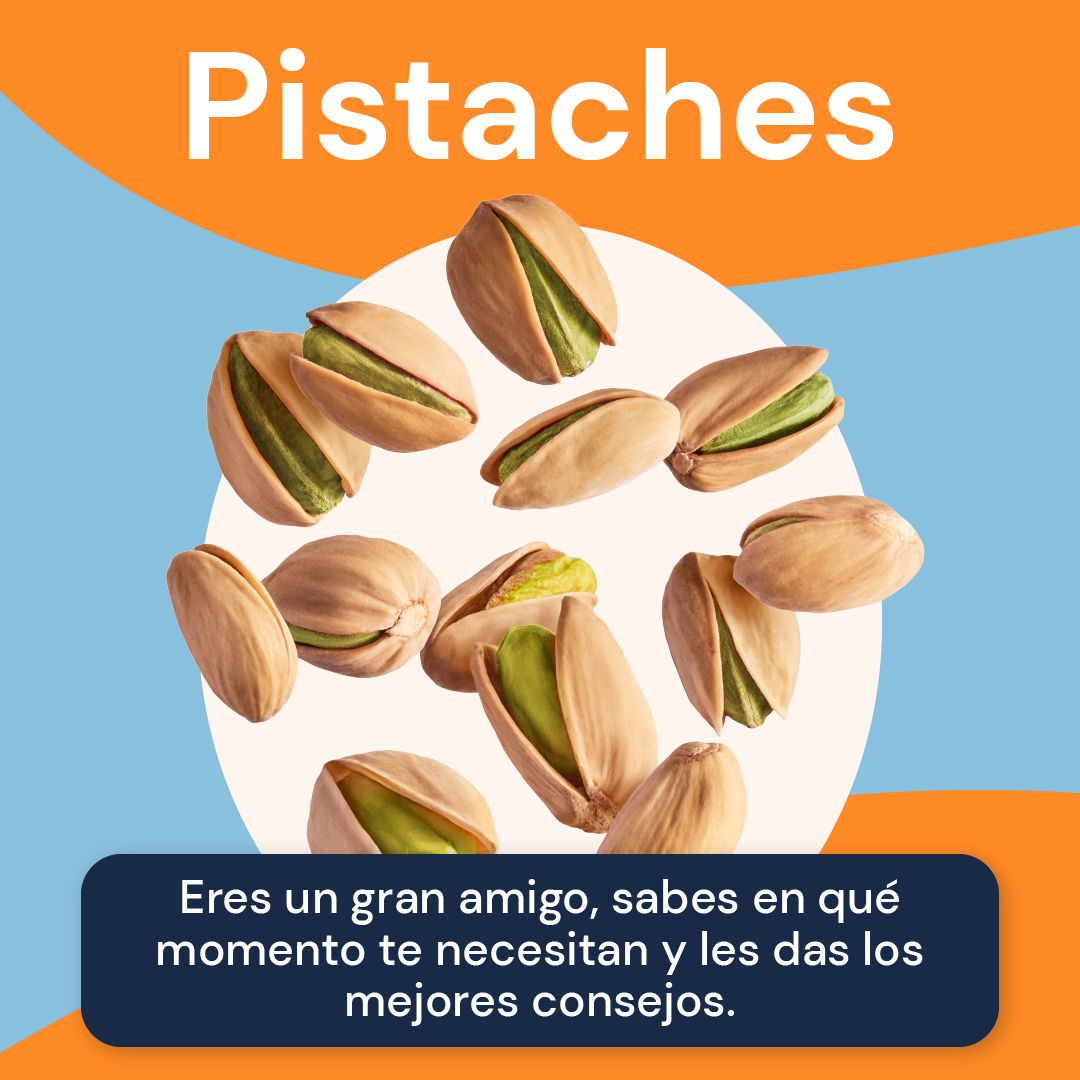 Pistaches
Eres un gran amigo, sabes en qué
momento te necesitan y les das los
mejores consejos.